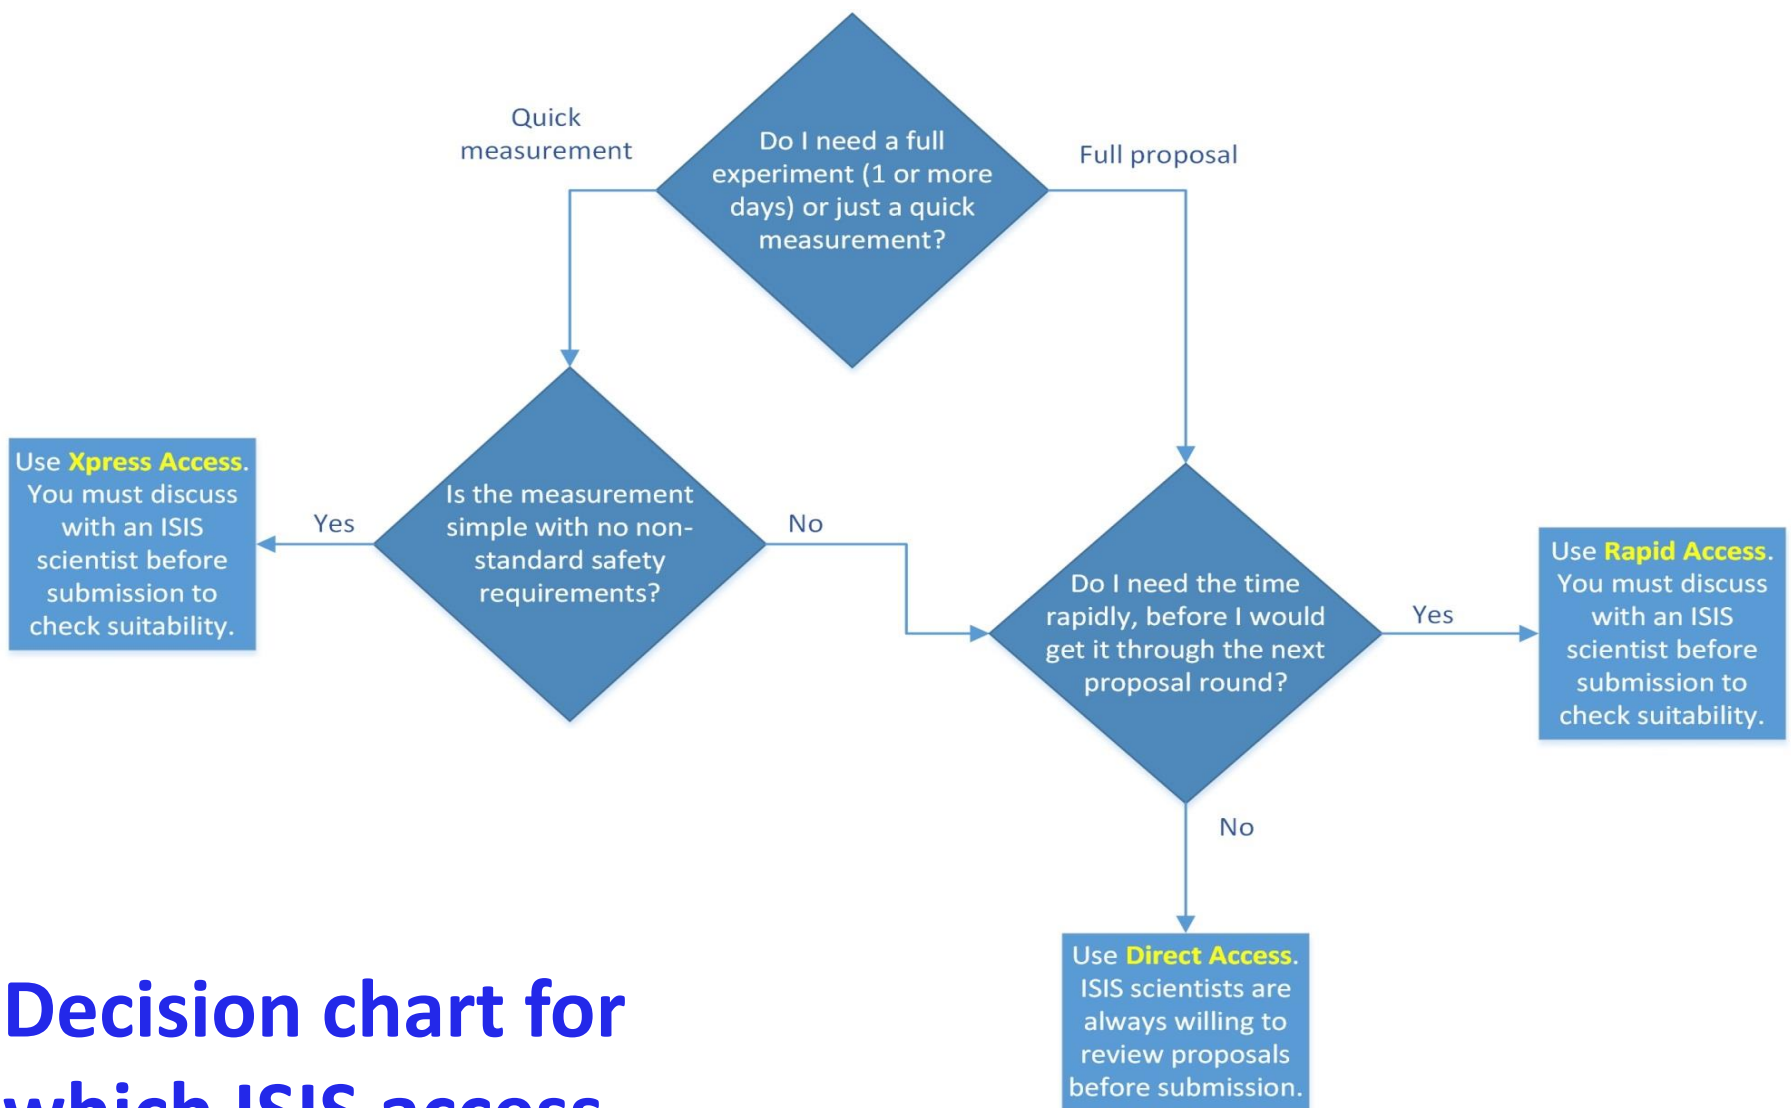 Do I need a full
experiment (1 or more
days) or just a quick
measurement?
Quick
measurement
Full proposal
Is the measurement
simple with no non-
standard safety
requirements?
Yes
No
Use Xpress Access.
You must discuss
with an ISIS
scientist before
submission to
check suitability.
Do I need the time
rapidly, before I would
get it through the next
proposal round?
Yes
No
Use Rapid Access.
You must discuss
with an ISIS
scientist before
submission to
check suitability.
Use Direct Access.
ISIS scientists are
always willing to
review proposals
before submission.
Decision chart for
which ISIS access